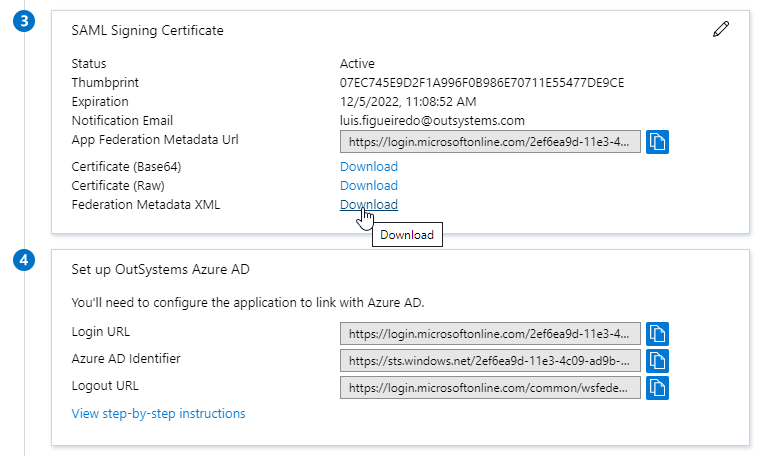 3
SAML Signing Certificate
Status Active
Thumbprint 07EC745E9D2F1A996F0B986E70711E55477DE9CE
Expiration 12/5/2022, 11:08:52 AM
Notification Email luis.figueiredo@outsystems.com
App Federation Metadata Url https://login.microsoftonline.com/2ef6ea9d-11e3-4...
Certificate (Base64) Download
Certificate (Raw) Download
Federation Metadata XML Download
Download
4
Set up OutSystems Azure AD
You'll need to configure the application to link with Azure AD.
Login URL https://login.microsoftonline.com/2ef6ea9d-11e3-4...
Azure AD Identifier https://sts.windows.net/2ef6ea9d-11e3-4c09-ad9b-...
Logout URL https://login.microsoftonline.com/common/wsfede...
View step-by-step instructions